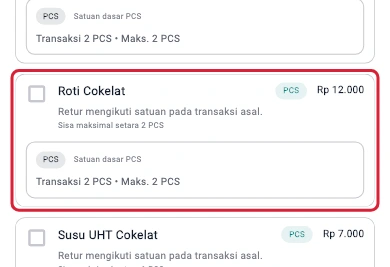 PCS Satuan dasar PCS
Transaksi 2 PCS • Maks. 2 PCS
Roti Cokelat PCS Rp 12.000
Retur mengikuti satuan pada transaksi asal.
Sisa maksimal setara 2 PCS
PCS Satuan dasar PCS
Transaksi 2 PCS • Maks. 2 PCS
Susu UHT Cokelat PCS Rp 7.000
Retur mengikuti satuan pada transaksi asal.